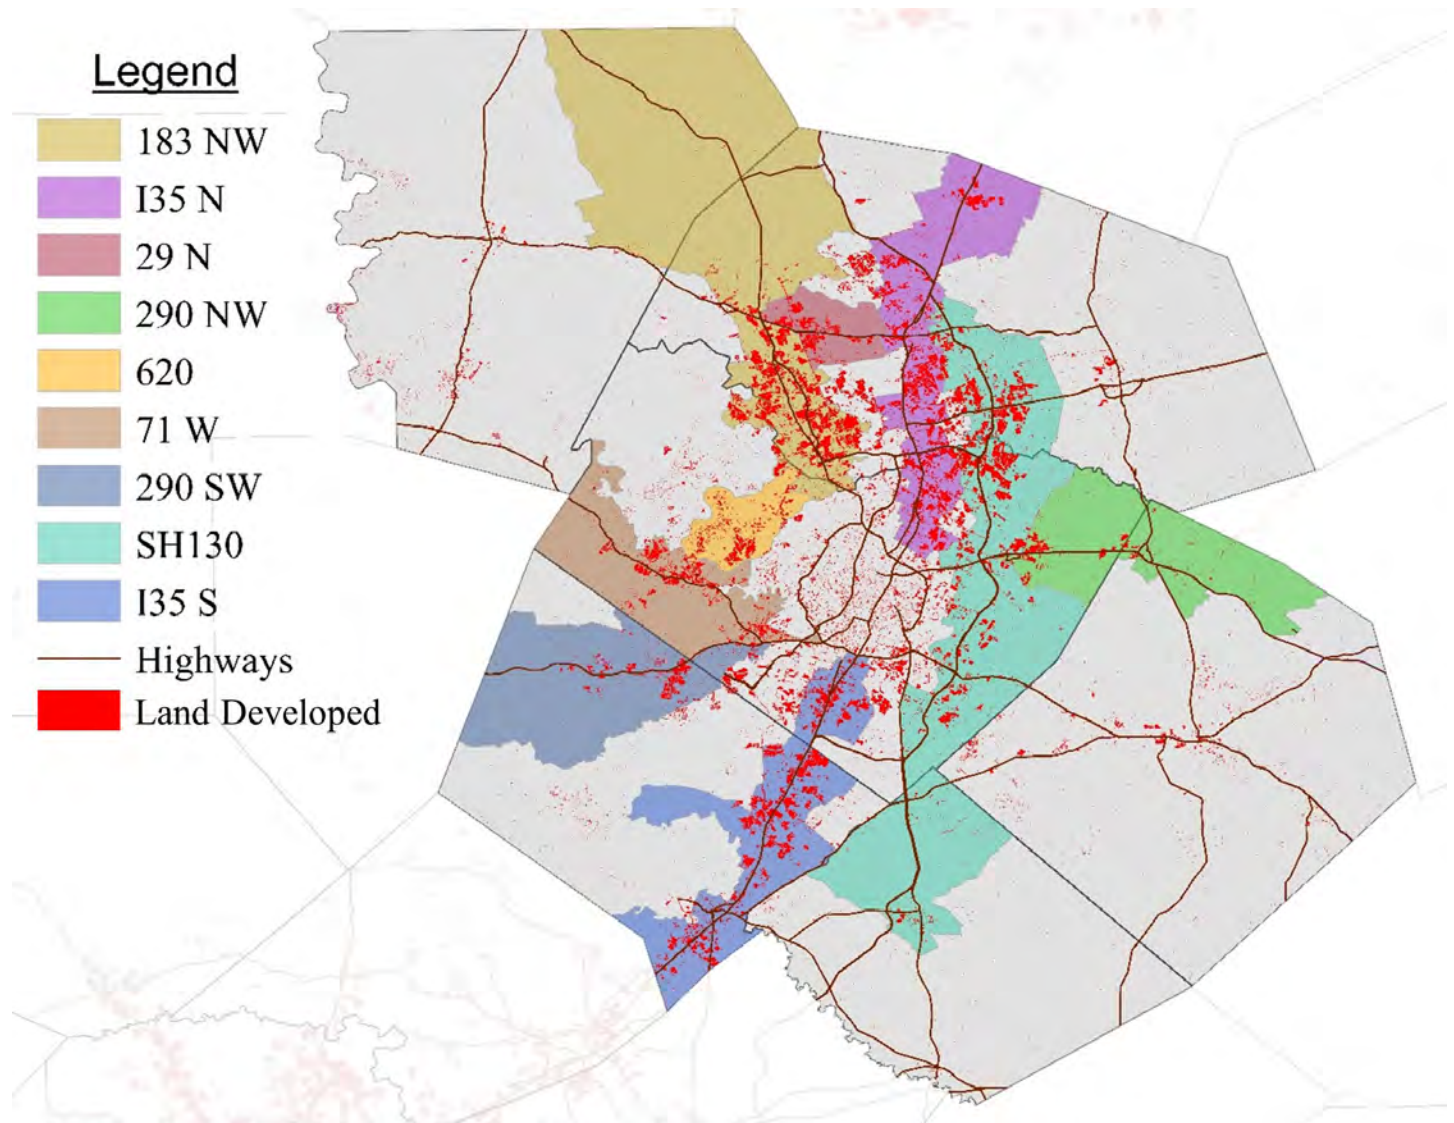 Legend
183 NW
I35 N
29 N
290 NW
620
71 W
290 SW
SH130
I35 S
Highways
Land Developed